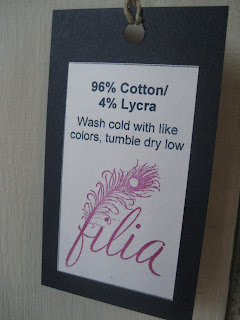 96% Cotton/
4% Lycra
Wash cold with like
colors, tumble dry low
filia